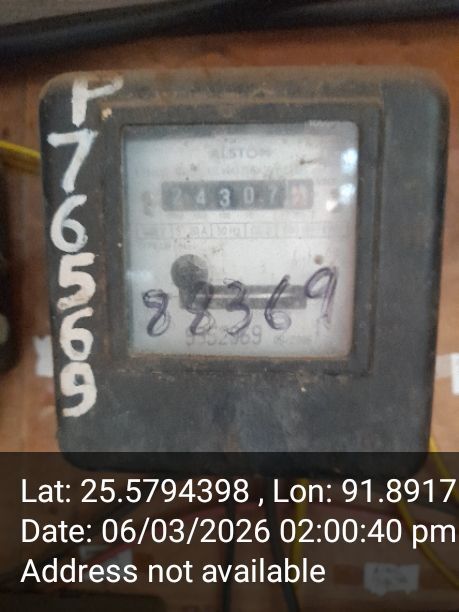 P76569
ALSTOM
24307
88369
Lat: 25.5794398 , Lon: 91.8917
Date: 06/03/2026 02:00:40 pm
Address not available